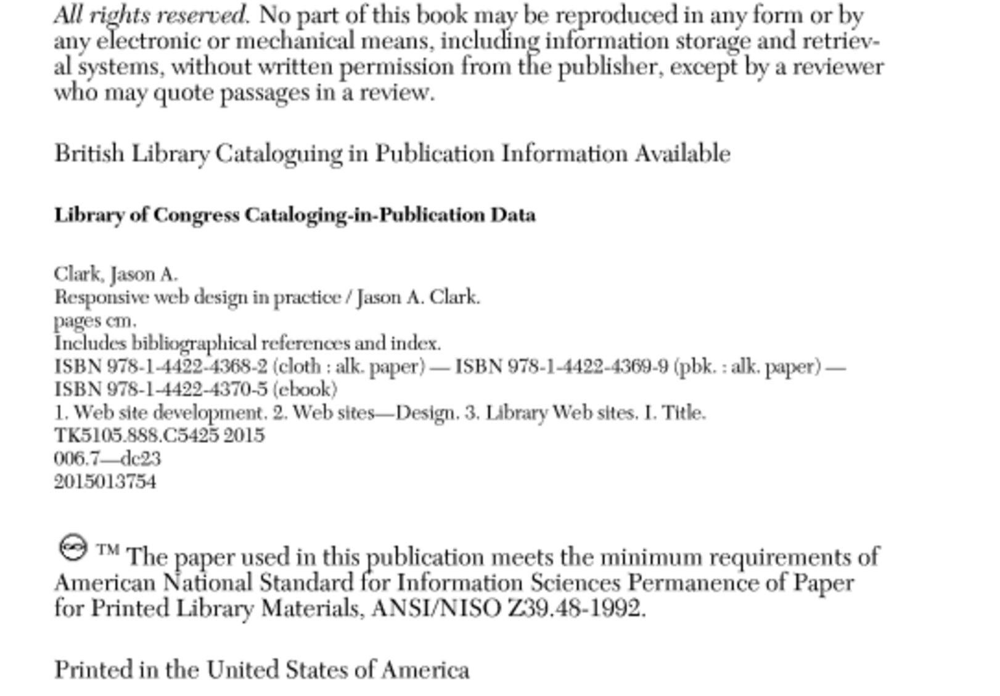 All rights reserved. No part of this book may be reproduced in any form or by
any electronic or mechanical means, including information storage and retriev-
al systems, without written permission from the publisher, except by a reviewer
who may quote passages in a review.
British Library Cataloguing in Publication Information Available
Library of Congress Cataloging-in-Publication Data
Clark, Jason A.
Responsive web design in practice / Jason A. Clark.
pages cm.
Includes bibliographical references and index.
ISBN 978-1-4422-4368-2 (cloth : alk. paper) — ISBN 978-1-4422-4369-9 (pbk. : alk. paper) —
ISBN 978-1-4422-4370-5 (ebook)
1. Web site development. 2. Web sites—Design. 3. Library Web sites. I. Title.
TK5105.888.C5425 2015
006.7—dc23
2015013754
™ The paper used in this publication meets the minimum requirements of
American National Standard for Information Sciences Permanence of Paper
for Printed Library Materials, ANSI/NISO Z39.48-1992.
Printed in the United States of America